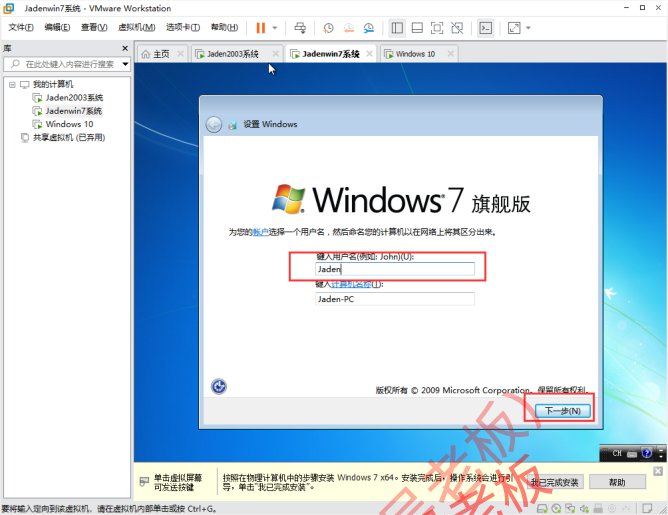 Jadenwin7系统 - VMware Workstation
文件(F) 编辑(E) 查看(V) 虚拟机(M) 选项卡(T) 帮助(H)
库
在此处键入内容进行搜索
我的计算机
Jaden2003系统
Jadenwin7系统
Windows 10
共享虚拟机 (已弃用)
主页 Jaden2003系统 Jadenwin7系统 Windows 10
设置 Windows
Windows 7 旗舰版
为您的帐户选择一个用户名，然后命名您的计算机以在网络上将其区分出来。
键入用户名(例如: John)(U):
Jaden
键入计算机名称(T):
Jaden-PC
版权所有 © 2009 Microsoft Corporation。保留所有权利。
下一步(N)
CH
单击虚拟屏幕
可发送按键
按照在物理计算机中的步骤安装 Windows 7 x64。安装完成后，操作系统会进行引
导，单击"我已完成安装"。
我已完成安装 帮助
要将输入定向到该虚拟机，请在虚拟机内部单击或按 Ctrl+G。
老板）
老板